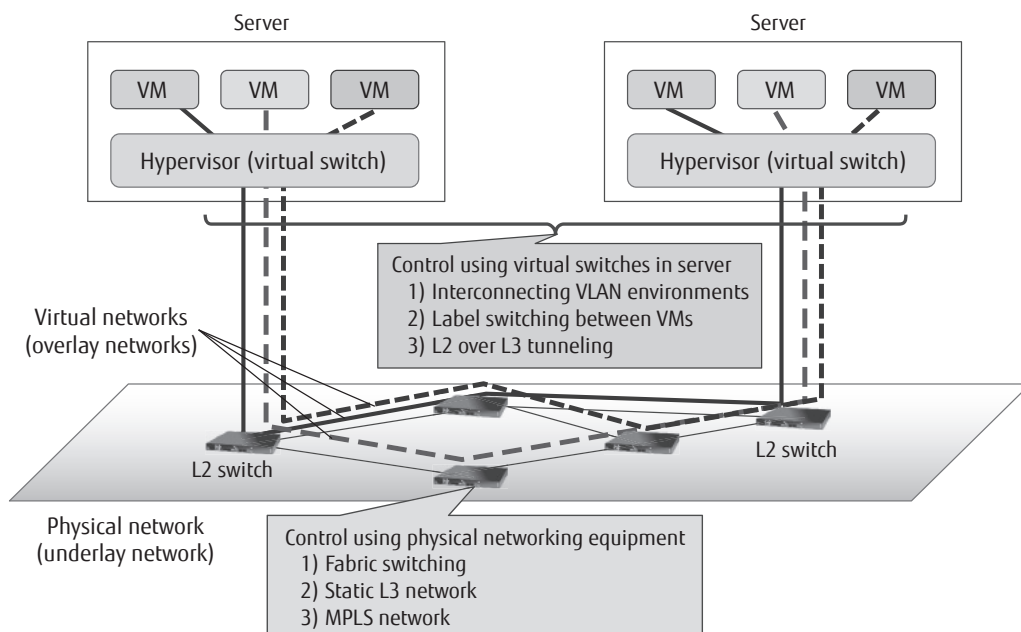 Server
Server
VM
VM
VM
VM
VM
VM
Hypervisor (virtual switch)
Hypervisor (virtual switch)
Control using virtual switches in server
1) Interconnecting VLAN environments
2) Label switching between VMs
3) L2 over L3 tunneling
Virtual networks
(overlay networks)
L2 switch
L2 switch
Physical network
(underlay network)
Control using physical networking equipment
1) Fabric switching
2) Static L3 network
3) MPLS network